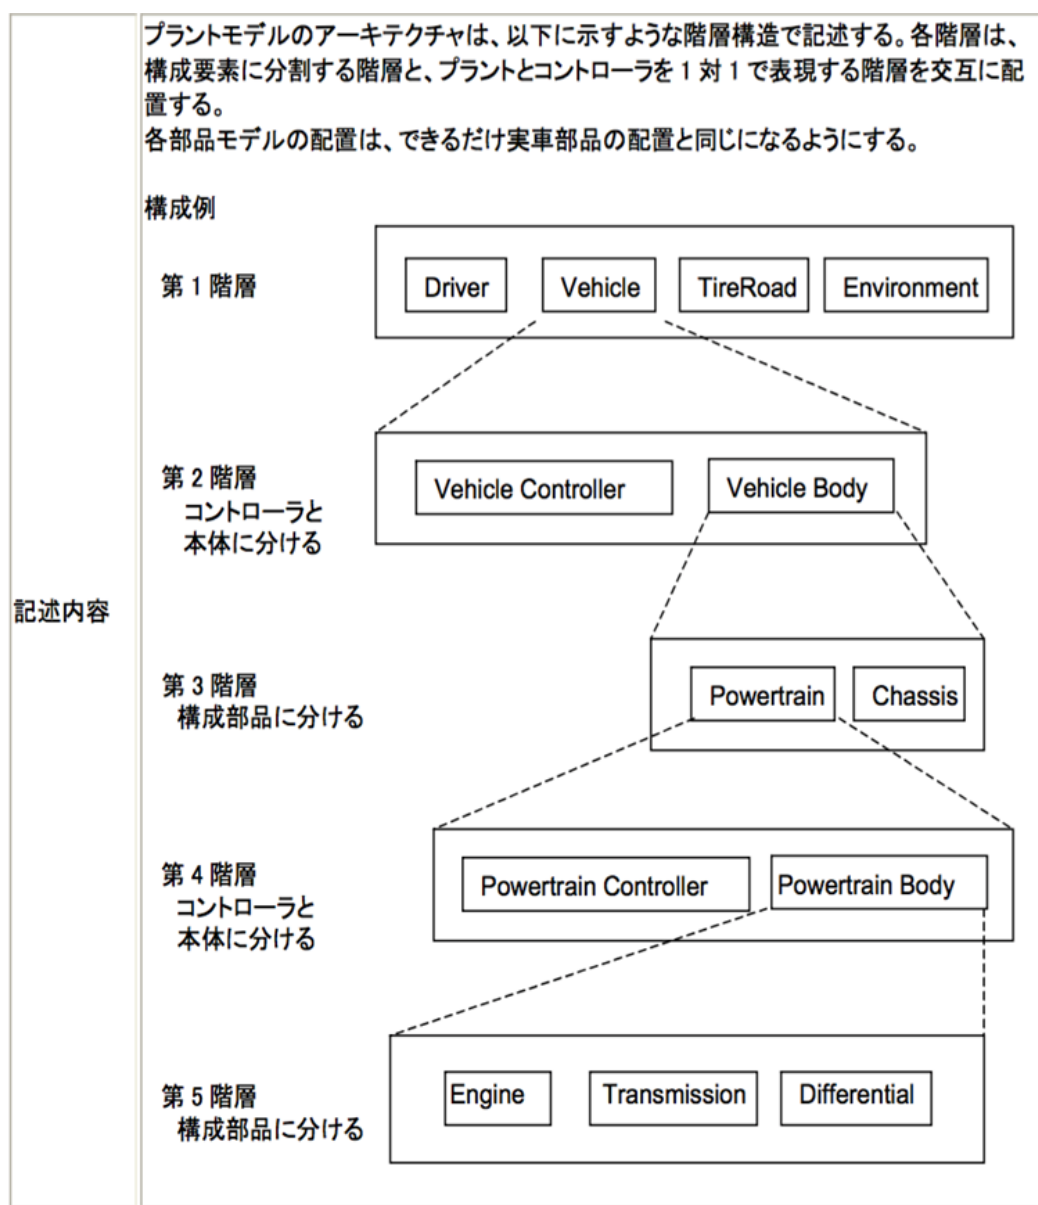 プラントモデルのアーキテクチャは、以下に示すような階層構造で記述する。各階層は、
構成要素に分割する階層と、プラントとコントローラを1対1で表現する階層を交互に配
置する。
各部品モデルの配置は、できるだけ実車部品の配置と同じになるようにする。
構成例
第1階層
Driver
Vehicle
TireRoad
Environment
第2階層
コントローラと
本体に分ける
Vehicle Controller
Vehicle Body
記述内容
第3階層
構成部品に分ける
Powertrain
Chassis
第4階層
コントローラと
本体に分ける
Powertrain Controller
Powertrain Body
第5階層
構成部品に分ける
Engine
Transmission
Differential